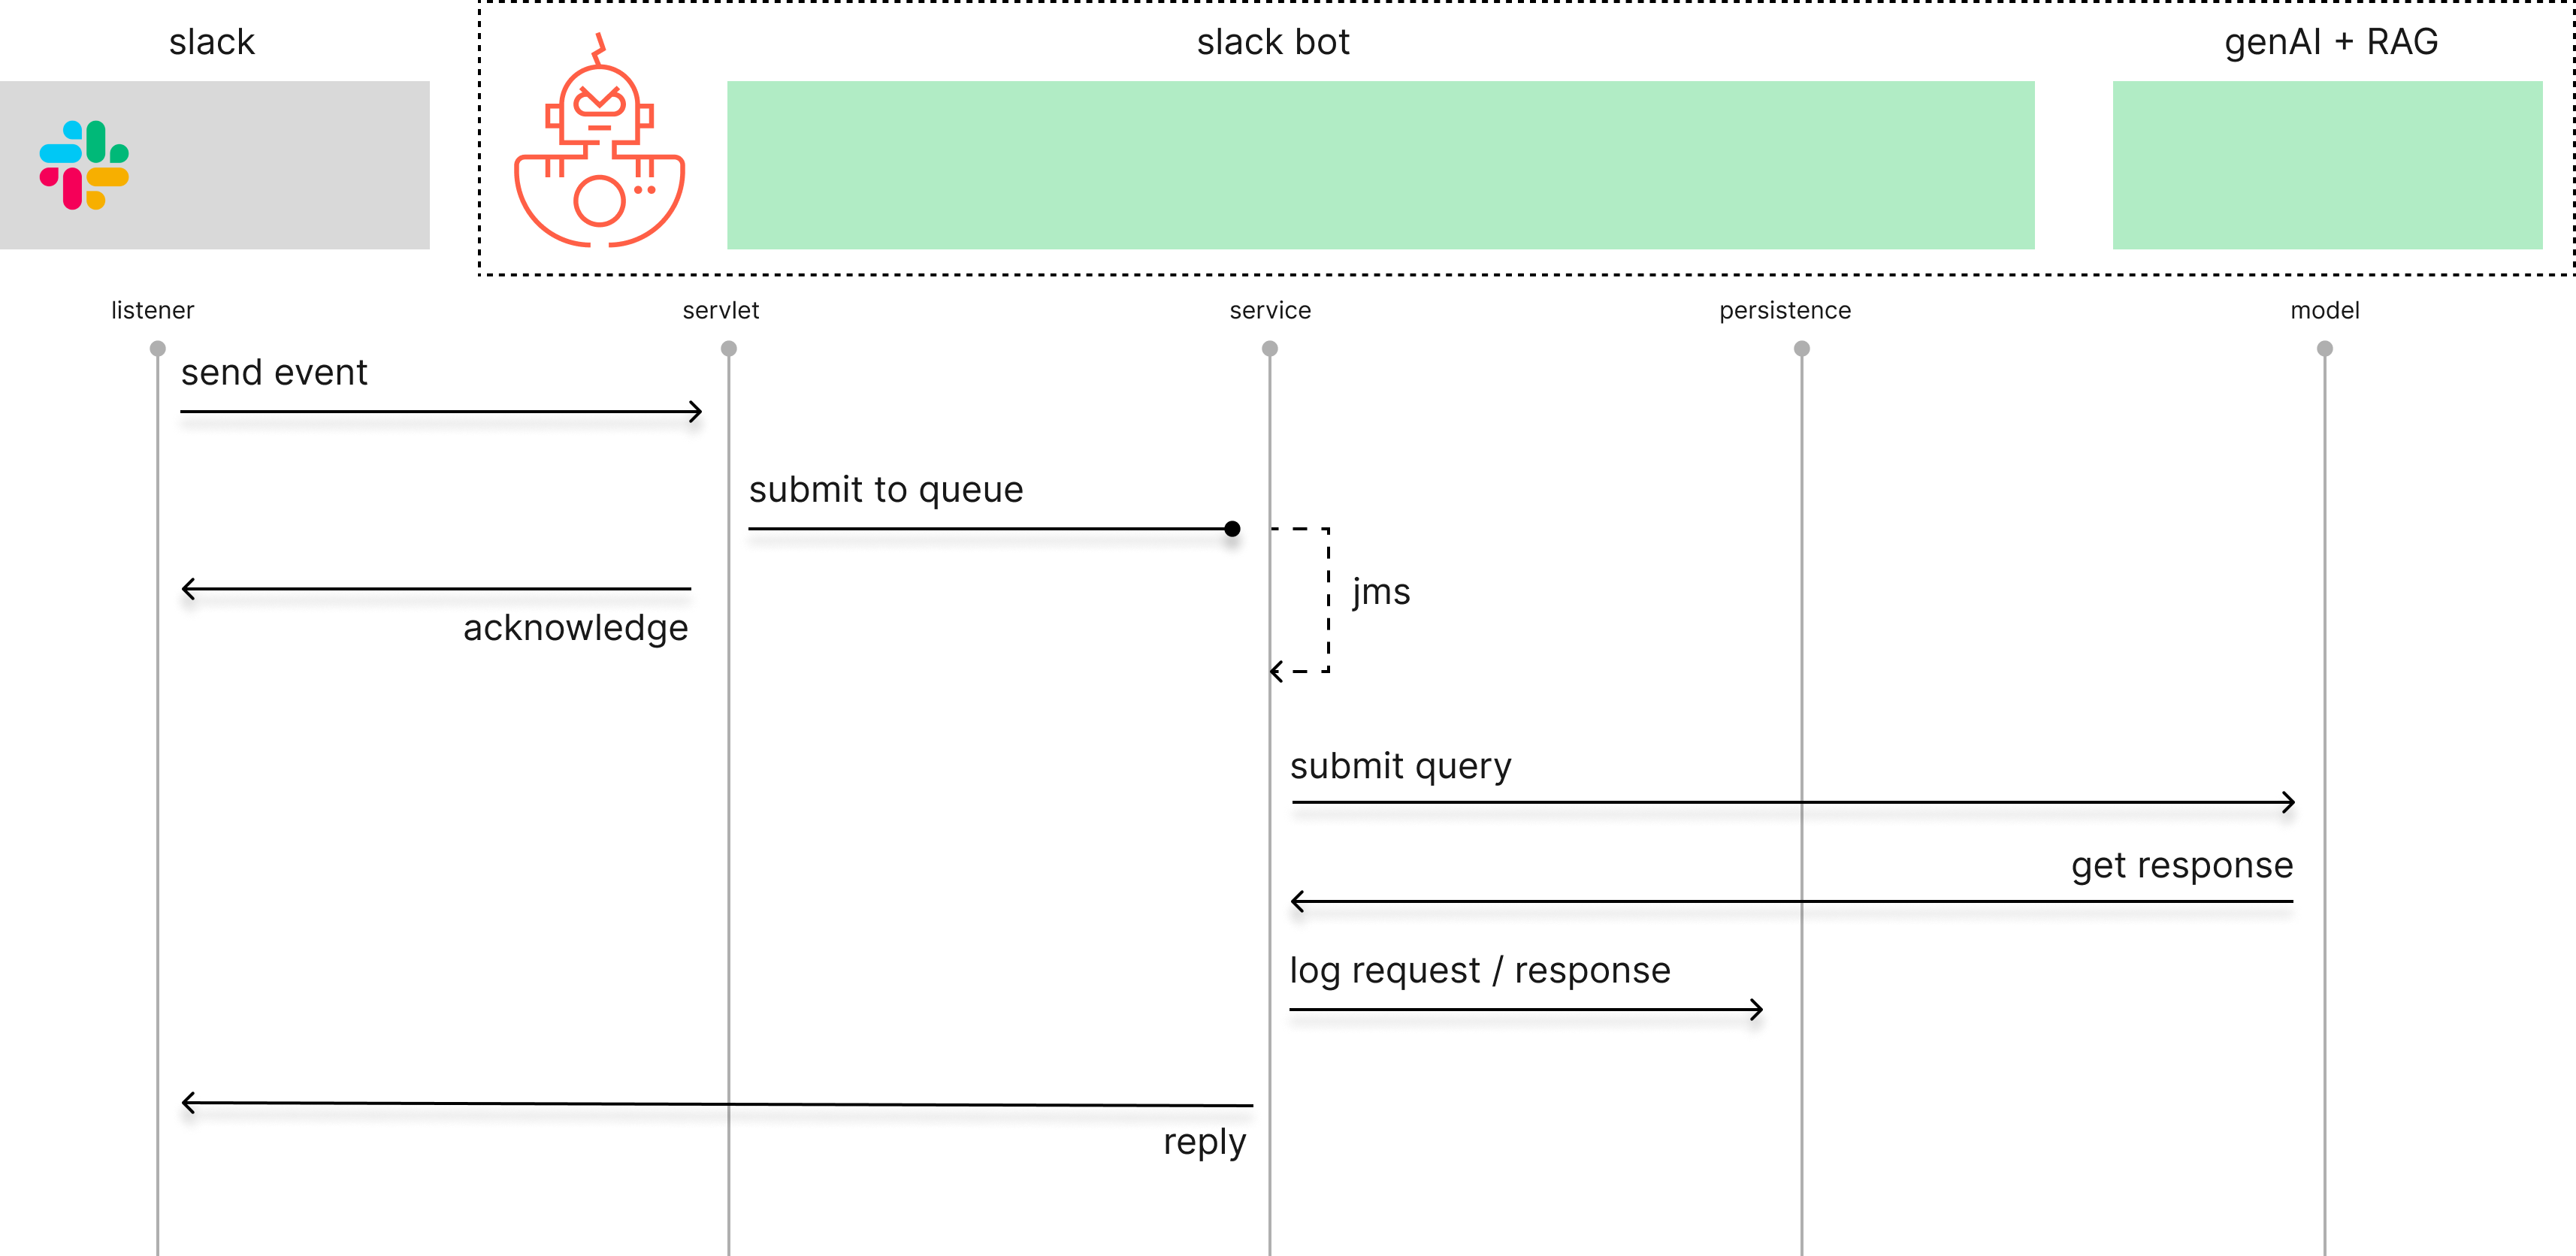 slack
slack bot
genAI + RAG
listener
servlet
service
persistence
model
send event
submit to queue
jms
acknowledge
submit query
get response
log request / response
reply